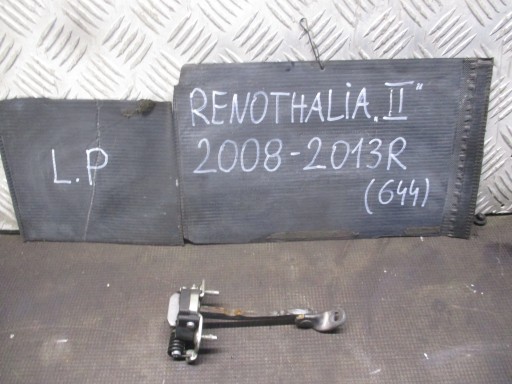 L.P
RENOTHALIA.II"
2008-2013R
(644)